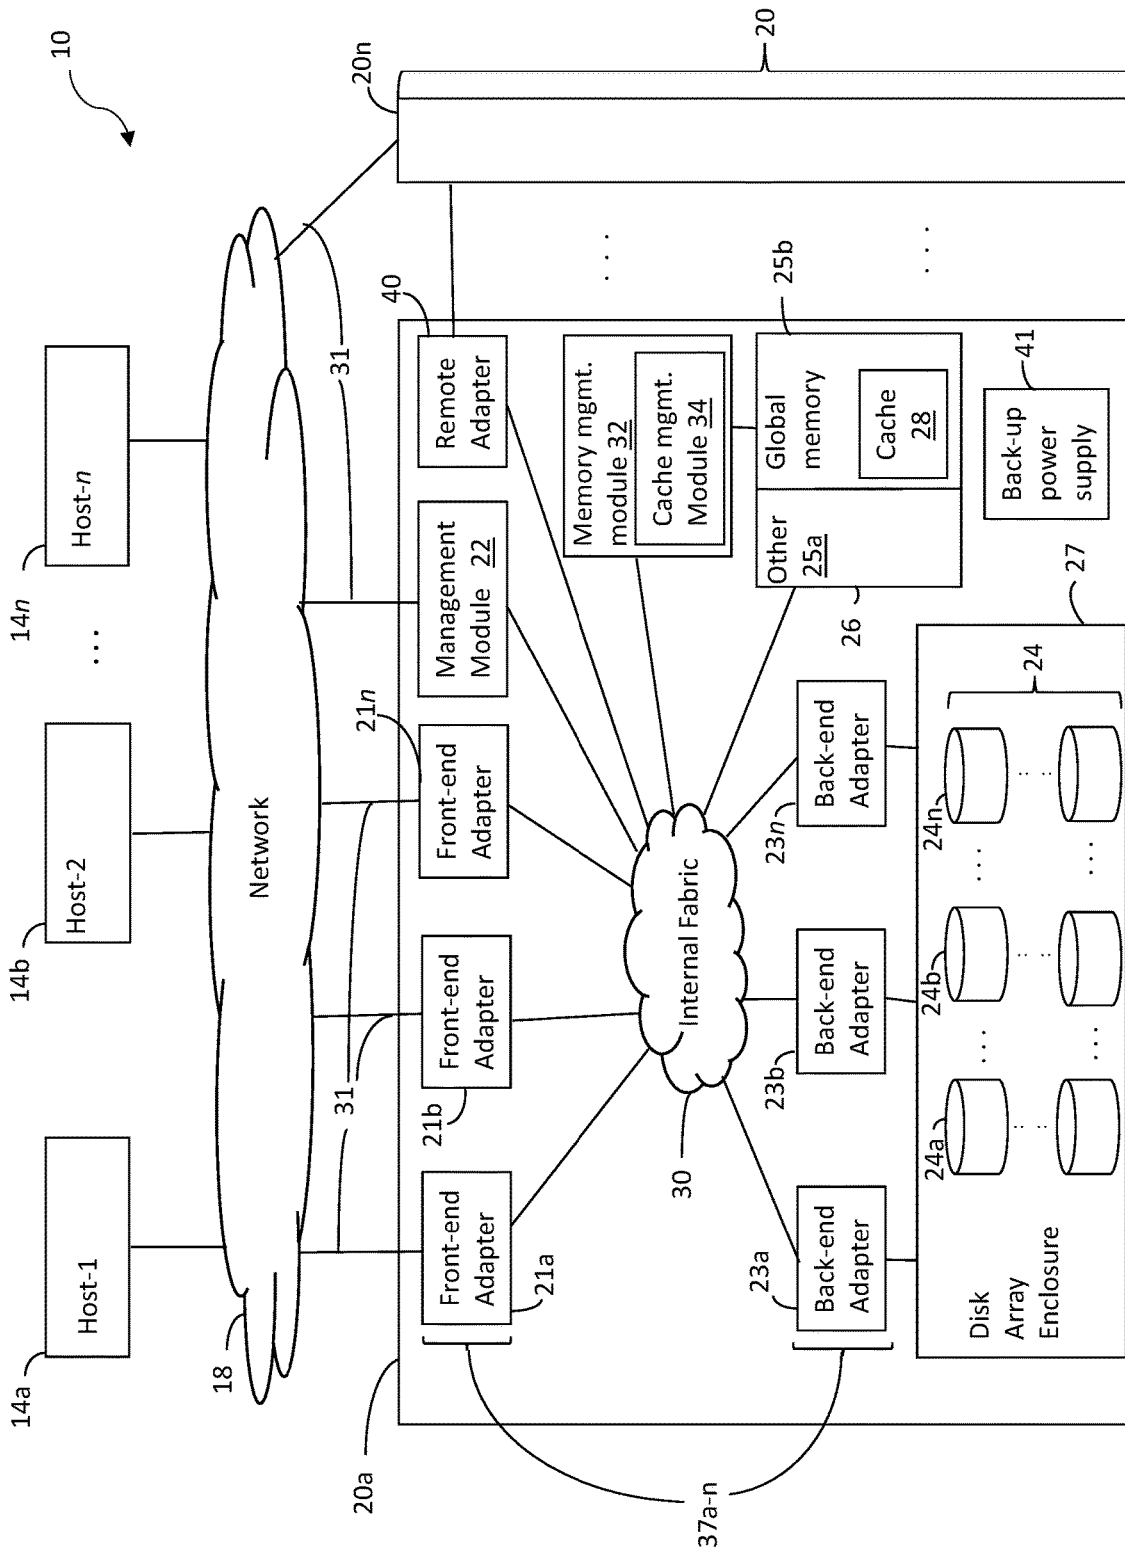 10
14a
Host-1
14b
Host-2
...
14n
Host-n
18
Network
31
31
20n
20
20a
Front-end
Adapter
21a
Front-end
Adapter
21b
Front-end
Adapter
21n
Management
Module 22
Remote
Adapter
40
37a-n
30
Internal Fabric
Memory mgmt.
module 32
Cache mgmt.
Module 34
. . .
. . .
23a
Back-end
Adapter
23b
Back-end
Adapter
23n
Back-end
Adapter
26
Other
25a
25b
Global
memory
Cache
28
Back-up
power
supply
41
27
Disk
Array
Enclosure
24a
....
24b
...
24n
24
....
...